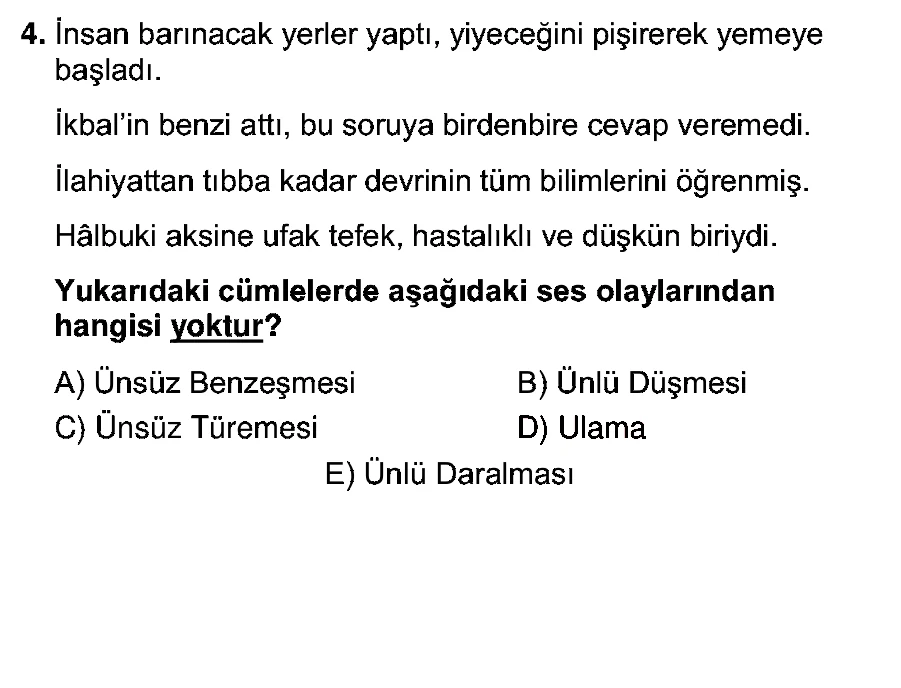 4. İnsan barınacak yerler yaptı, yiyeceğini pişirerek yemeye
başladı.
İkbal’in benzi attı, bu soruya birdenbire cevap veremedi.
İlahiyattan tıbba kadar devrinin tüm bilimlerini öğrenmiş.
Hâlbuki aksine ufak tefek, hastalıklı ve düşkün biriydi.
Yukarıdaki cümlelerde aşağıdaki ses olaylarından
hangisi yoktur?
A) Ünsüz Benzeşmesi B) Ünlü Düşmesi
C) Ünsüz Türemesi D) Ulama
E) Ünlü Daralması